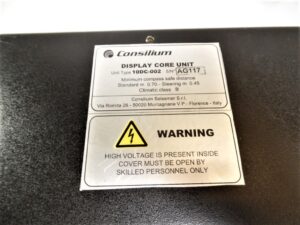 Consilium
DISPLAY CORE UNIT
Unit Type 10DC-002 S/N AG117
Minimum compass safe distance
Standard m. 0.70 - Steering m. 0.45
Climatic class
Consilium Selesmar S.r.l.
Via Romita 26 - 50020 Montagnana V.P. - Florence - Italy
WARNING
HIGH VOLTAGE IS PRESENT INSIDE
COVER MUST BE OPEN BY
SKILLED PERSONNEL ONLY